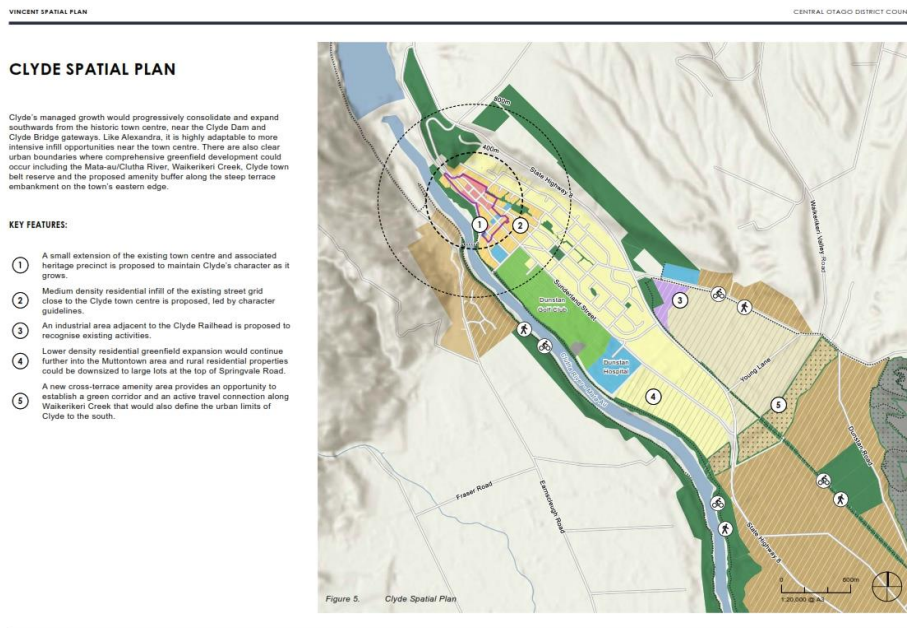 VINCENT SPATIAL PLAN
CENTRAL OTAGO DISTRICT COUN
CLYDE SPATIAL PLAN
Clyde's managed growth would progressively consolidate and expand
southwards from the historic town centre, near the Clyde Dam and
Clyde Bridge gateways. Like Alexandra, it is highly adaptable to more
intensive infill opportunities near the town centre. There are also clear
urban boundaries where comprehensive greenfield development could
occur including the Mata-au/Clutha River, Waikerikeri Creek, Clyde town
belt reserve and the proposed amenity buffer along the steep terrace
embankment on the town's eastern edge.
KEY FEATURES:
1
A small extension of the existing town centre and associated
heritage precinct is proposed to maintain Clyde's character as it
grows.
2
Medium density residential infill of the existing street grid
close to the Clyde town centre is proposed, led by character
guidelines.
3
An industrial area adjacent to the Clyde Railhead is proposed to
recognise existing activities.
4
Lower density residential greenfield expansion would continue
further into the Muttontown area and rural residential properties
could be downsized to large lots at the top of Springvale Road.
5
A new cross-terrace amenity area provides an opportunity to
establish a green corridor and an active travel connection along
Waikerikeri Creek that would also define the urban limits of
Clyde to the south.
800m
400m
State Highway 8
Waikerikeri Valley Road
1
2
3
Sunderland Street
Dunstan
Golf Club
Dunstan
Hospital
Young Lane
4
5
Dunstan Road
Fraser Road
Earnscleugh Road
State Highway 8
0
800m
1:20,000 @ A3
Figure 5.
Clyde Spatial Plan